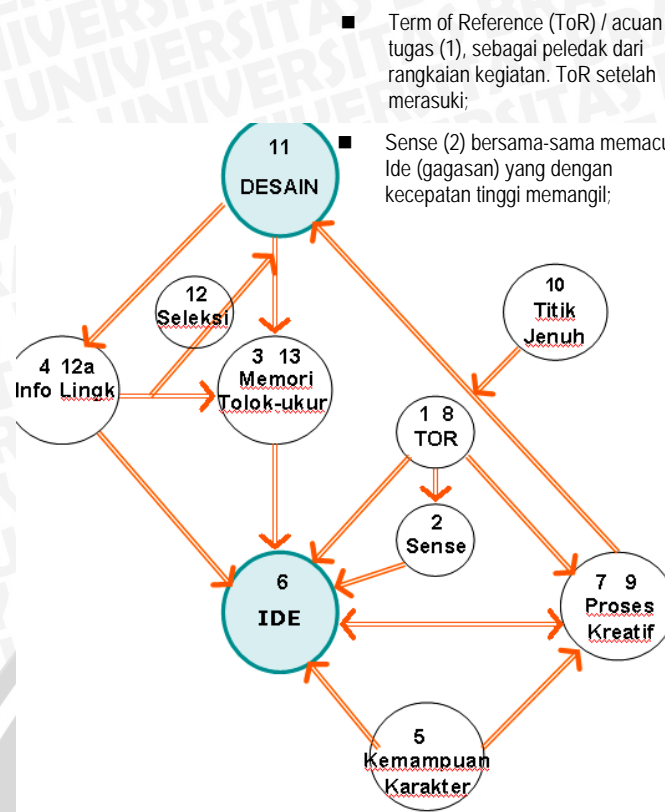 Term of Reference (ToR) / acuan
tugas (1), sebagai peledak dari
rangkaian kegiatan. ToR setelah
merasuki;
Sense (2) bersama-sama memacu
Ide (gagasan) yang dengan
kecepatan tinggi memangil;
11
DESAIN
12
Seleksi
10
Titik
Jenuh
4 12a
Info Lingk
3 13
Memori
Tolok-ukur
1 8
TOR
2
Sense
6
IDE
7 9
Proses
Kreatif
5
Kemampuan
Karakter